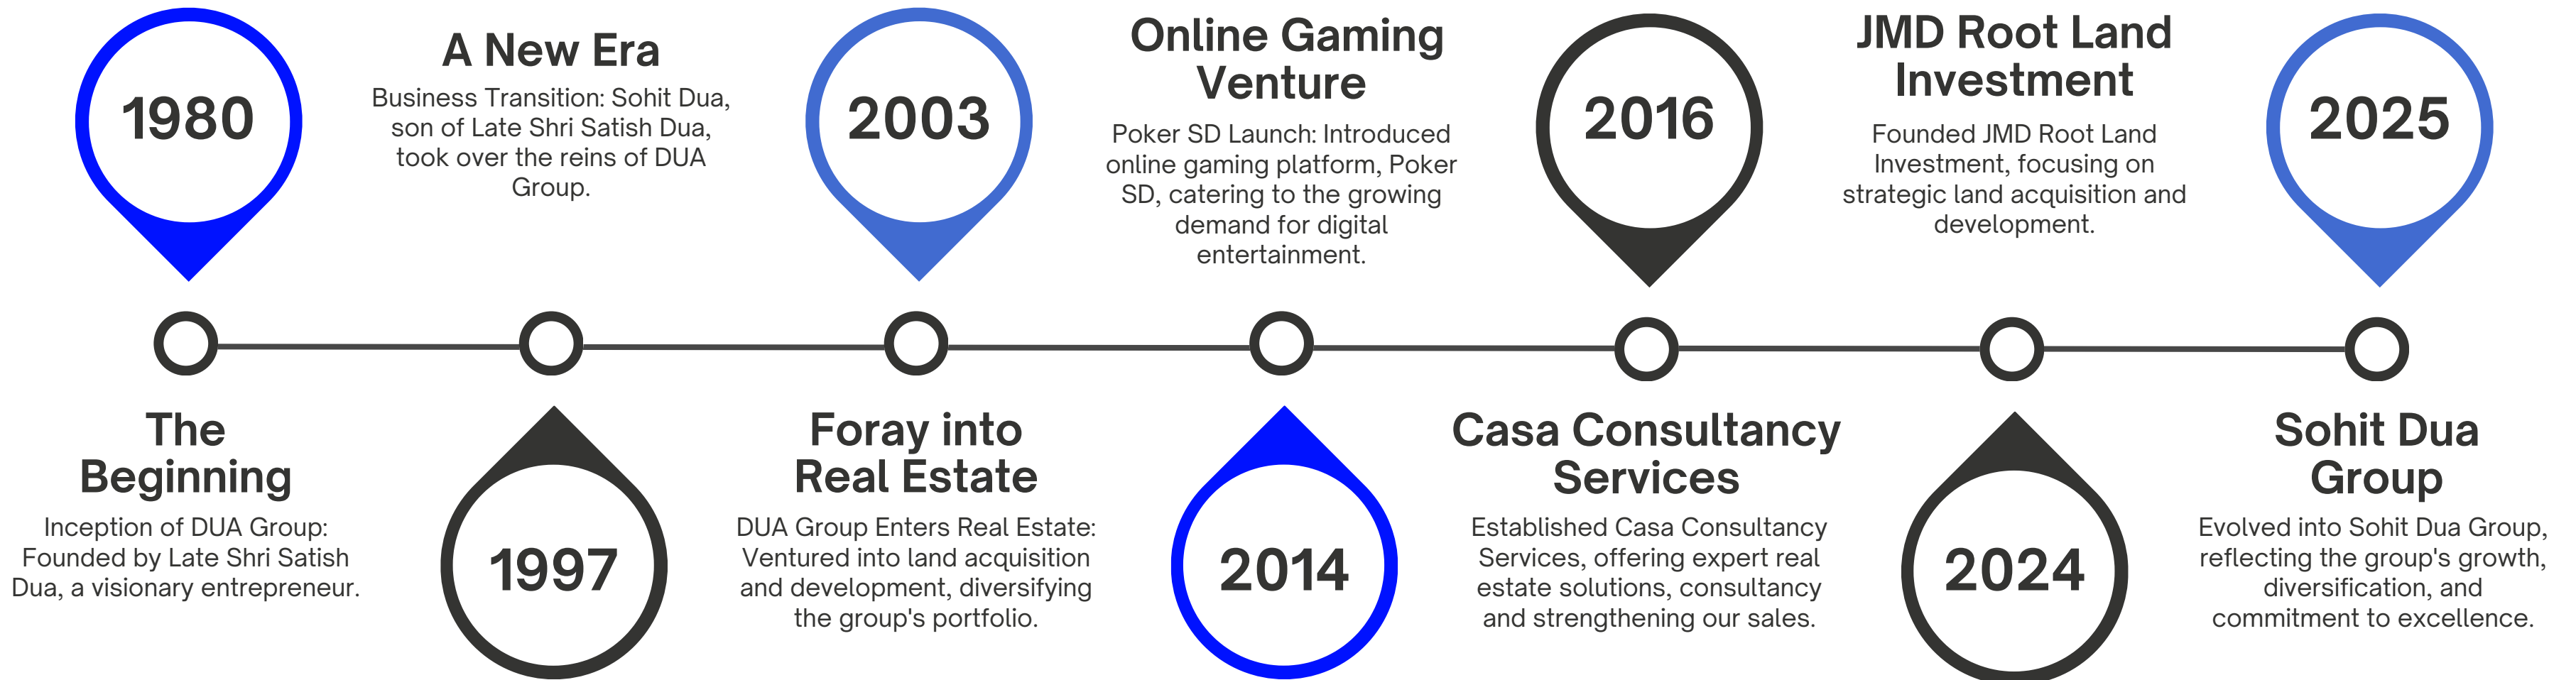 1980
The
Beginning
Inception of DUA Group:
Founded by Late Shri Satish
Dua, a visionary entrepreneur.
A New Era
Business Transition: Sohit Dua,
son of Late Shri Satish Dua,
took over the reins of DUA
Group.
1997
2003
Foray into
Real Estate
DUA Group Enters Real Estate:
Ventured into land acquisition
and development, diversifying
the group's portfolio.
Online Gaming
Venture
Poker SD Launch: Introduced
online gaming platform, Poker
SD, catering to the growing
demand for digital
entertainment.
2014
2016
Casa Consultancy
Services
Established Casa Consultancy
Services, offering expert real
estate solutions, consultancy
and strengthening our sales.
JMD Root Land
Investment
Founded JMD Root Land
Investment, focusing on
strategic land acquisition and
development.
2024
2025
Sohit Dua
Group
Evolved into Sohit Dua Group,
reflecting the group's growth,
diversification, and
commitment to excellence.